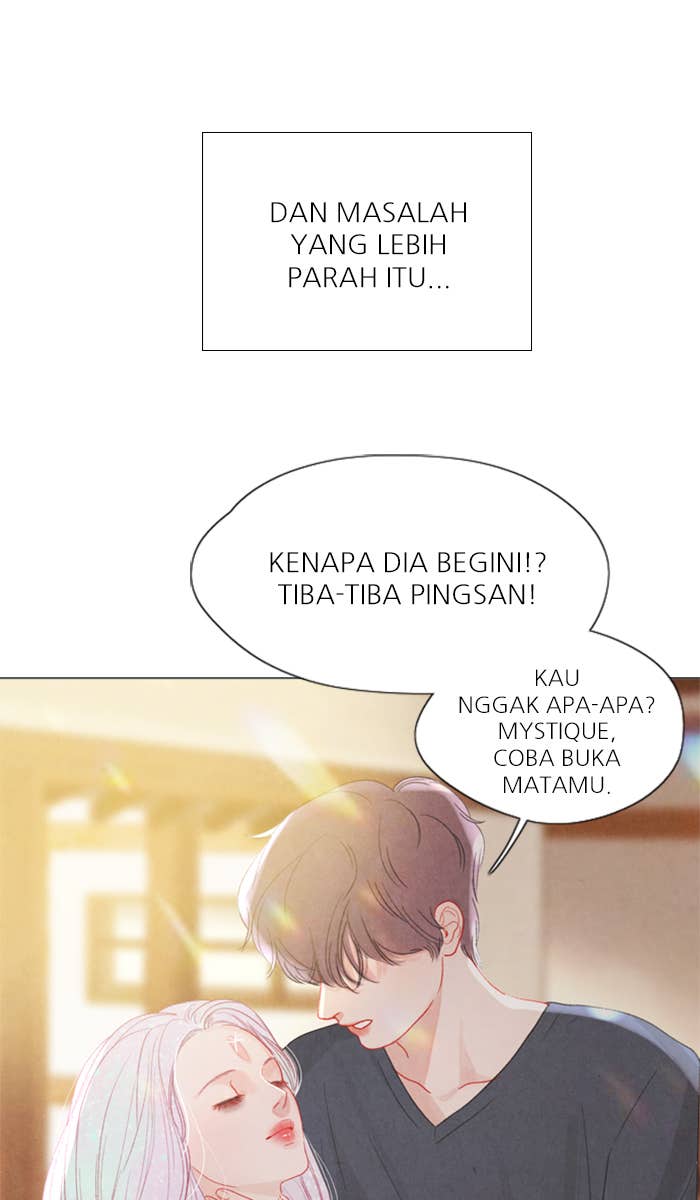 DAN MASALAH
YANG LEBIH
PARAH ITU...
KENAPA DIA BEGINI!?
TIBA-TIBA PINGSAN!
KAU
NGGAK APA-APA?
MYSTIQUE,
COBA BUKA
MATAMU.